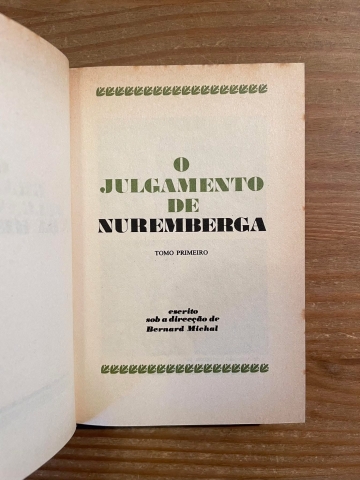 O
JULGAMENTO
DE
NUREMBERGA
TOMO PRIMEIRO
escrito
sob a direcção de
Bernard Michal